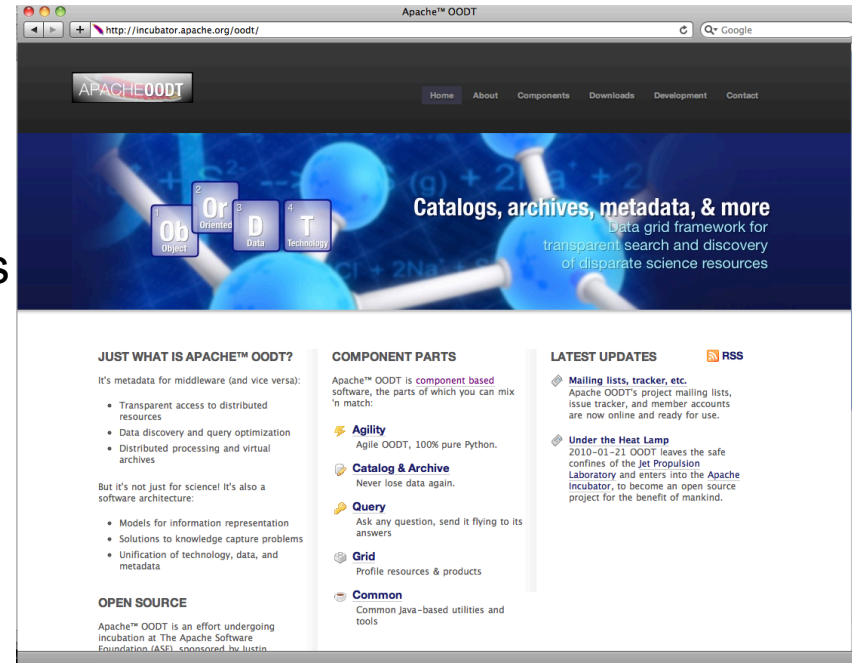 Apache™ OODT
http://incubator.apache.org/oodt/
Google
APACHEOODT
Home About Components Downloads Development Contact
1
Ob
Object
2
Or
Oriented
3
D
Data
4
T
Technology
Catalogs, archives, metadata, & more
Data grid framework for
transparent search and discovery
of disparate science resources
s
JUST WHAT IS APACHE™ OODT?
It's metadata for middleware (and vice versa):
• Transparent access to distributed
resources
• Data discovery and query optimization
• Distributed processing and virtual
archives
But it's not just for science! It's also a
software architecture:
• Models for information representation
• Solutions to knowledge capture problems
• Unification of technology, data, and
metadata
OPEN SOURCE
Apache™ OODT is an effort undergoing
incubation at The Apache Software
Foundation (ASF), sponsored by Justin
COMPONENT PARTS
Apache™ OODT is component based
software, the parts of which you can mix
'n match:
Agility
Agile OODT, 100% pure Python.
Catalog & Archive
Never lose data again.
Query
Ask any question, send it flying to its
answers
Grid
Profile resources & products
Common
Common Java-based utilities and
tools
LATEST UPDATES
RSS
Mailing lists, tracker, etc.
Apache OODT's project mailing lists,
issue tracker, and member accounts
are now online and ready for use.
Under the Heat Lamp
2010-01-21 OODT leaves the safe
confines of the Jet Propulsion
Laboratory and enters into the Apache
Incubator, to become an open source
project for the benefit of mankind.